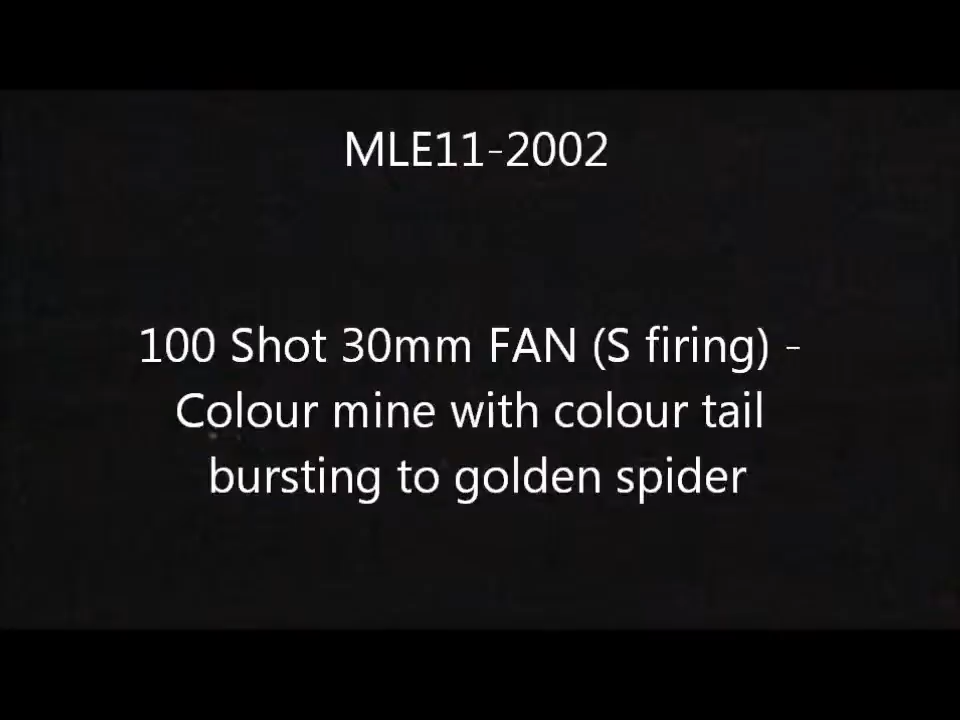 MLE11-2002
100 Shot 30mm FAN (S firing) -
Colour mine with colour tail
bursting to golden spider